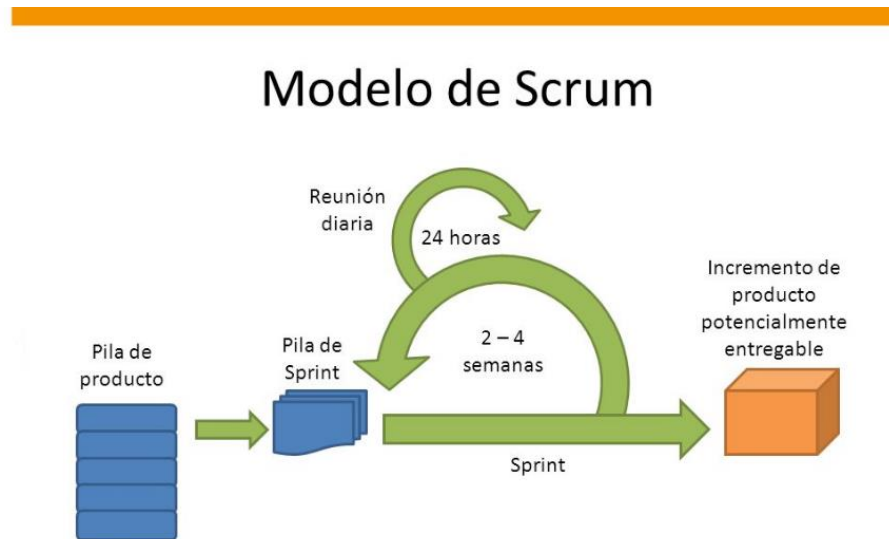 Modelo de Scrum
Reunión
diaria
24 horas
Incremento de
producto
potencialmente
entregable
2 – 4
semanas
Pila de
producto
Pila de
Sprint
Sprint